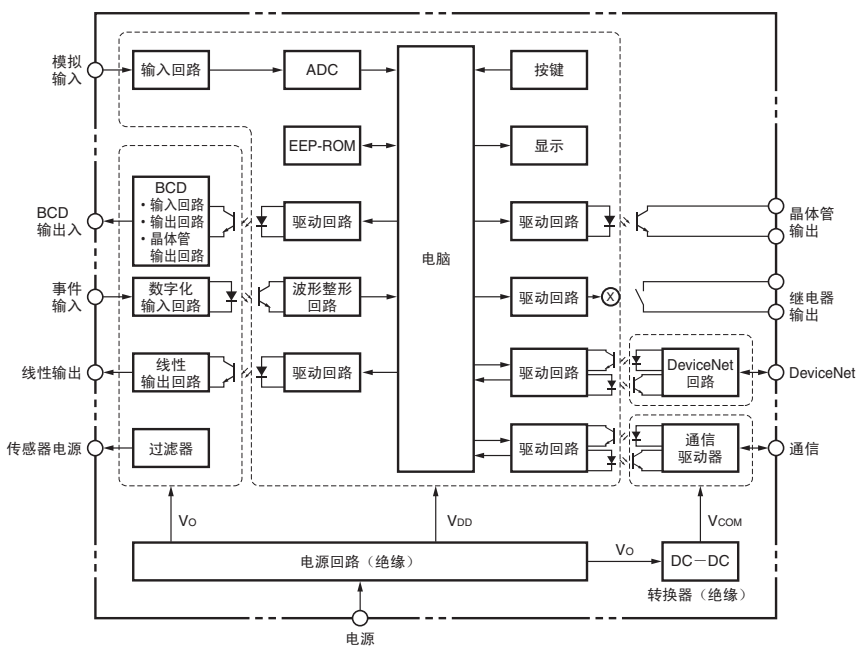 模拟
输入
输入回路
ADC
按键
EEP-ROM
显示
BCD
输出入
BCD
・输入回路
・输出回路
・晶体管
输出回路
驱动回路
电脑
驱动回路
晶体管
输出
事件
输入
数字化
输入回路
波形整形
回路
驱动回路
X
继电器
输出
线性输出
线性
输出回路
驱动回路
驱动回路
DeviceNet
回路
DeviceNet
传感器电源
过滤器
驱动回路
通信
驱动器
通信
VO
VDD
VCOM
电源回路（绝缘）
VO
DC－DC
转换器（绝缘）
电源